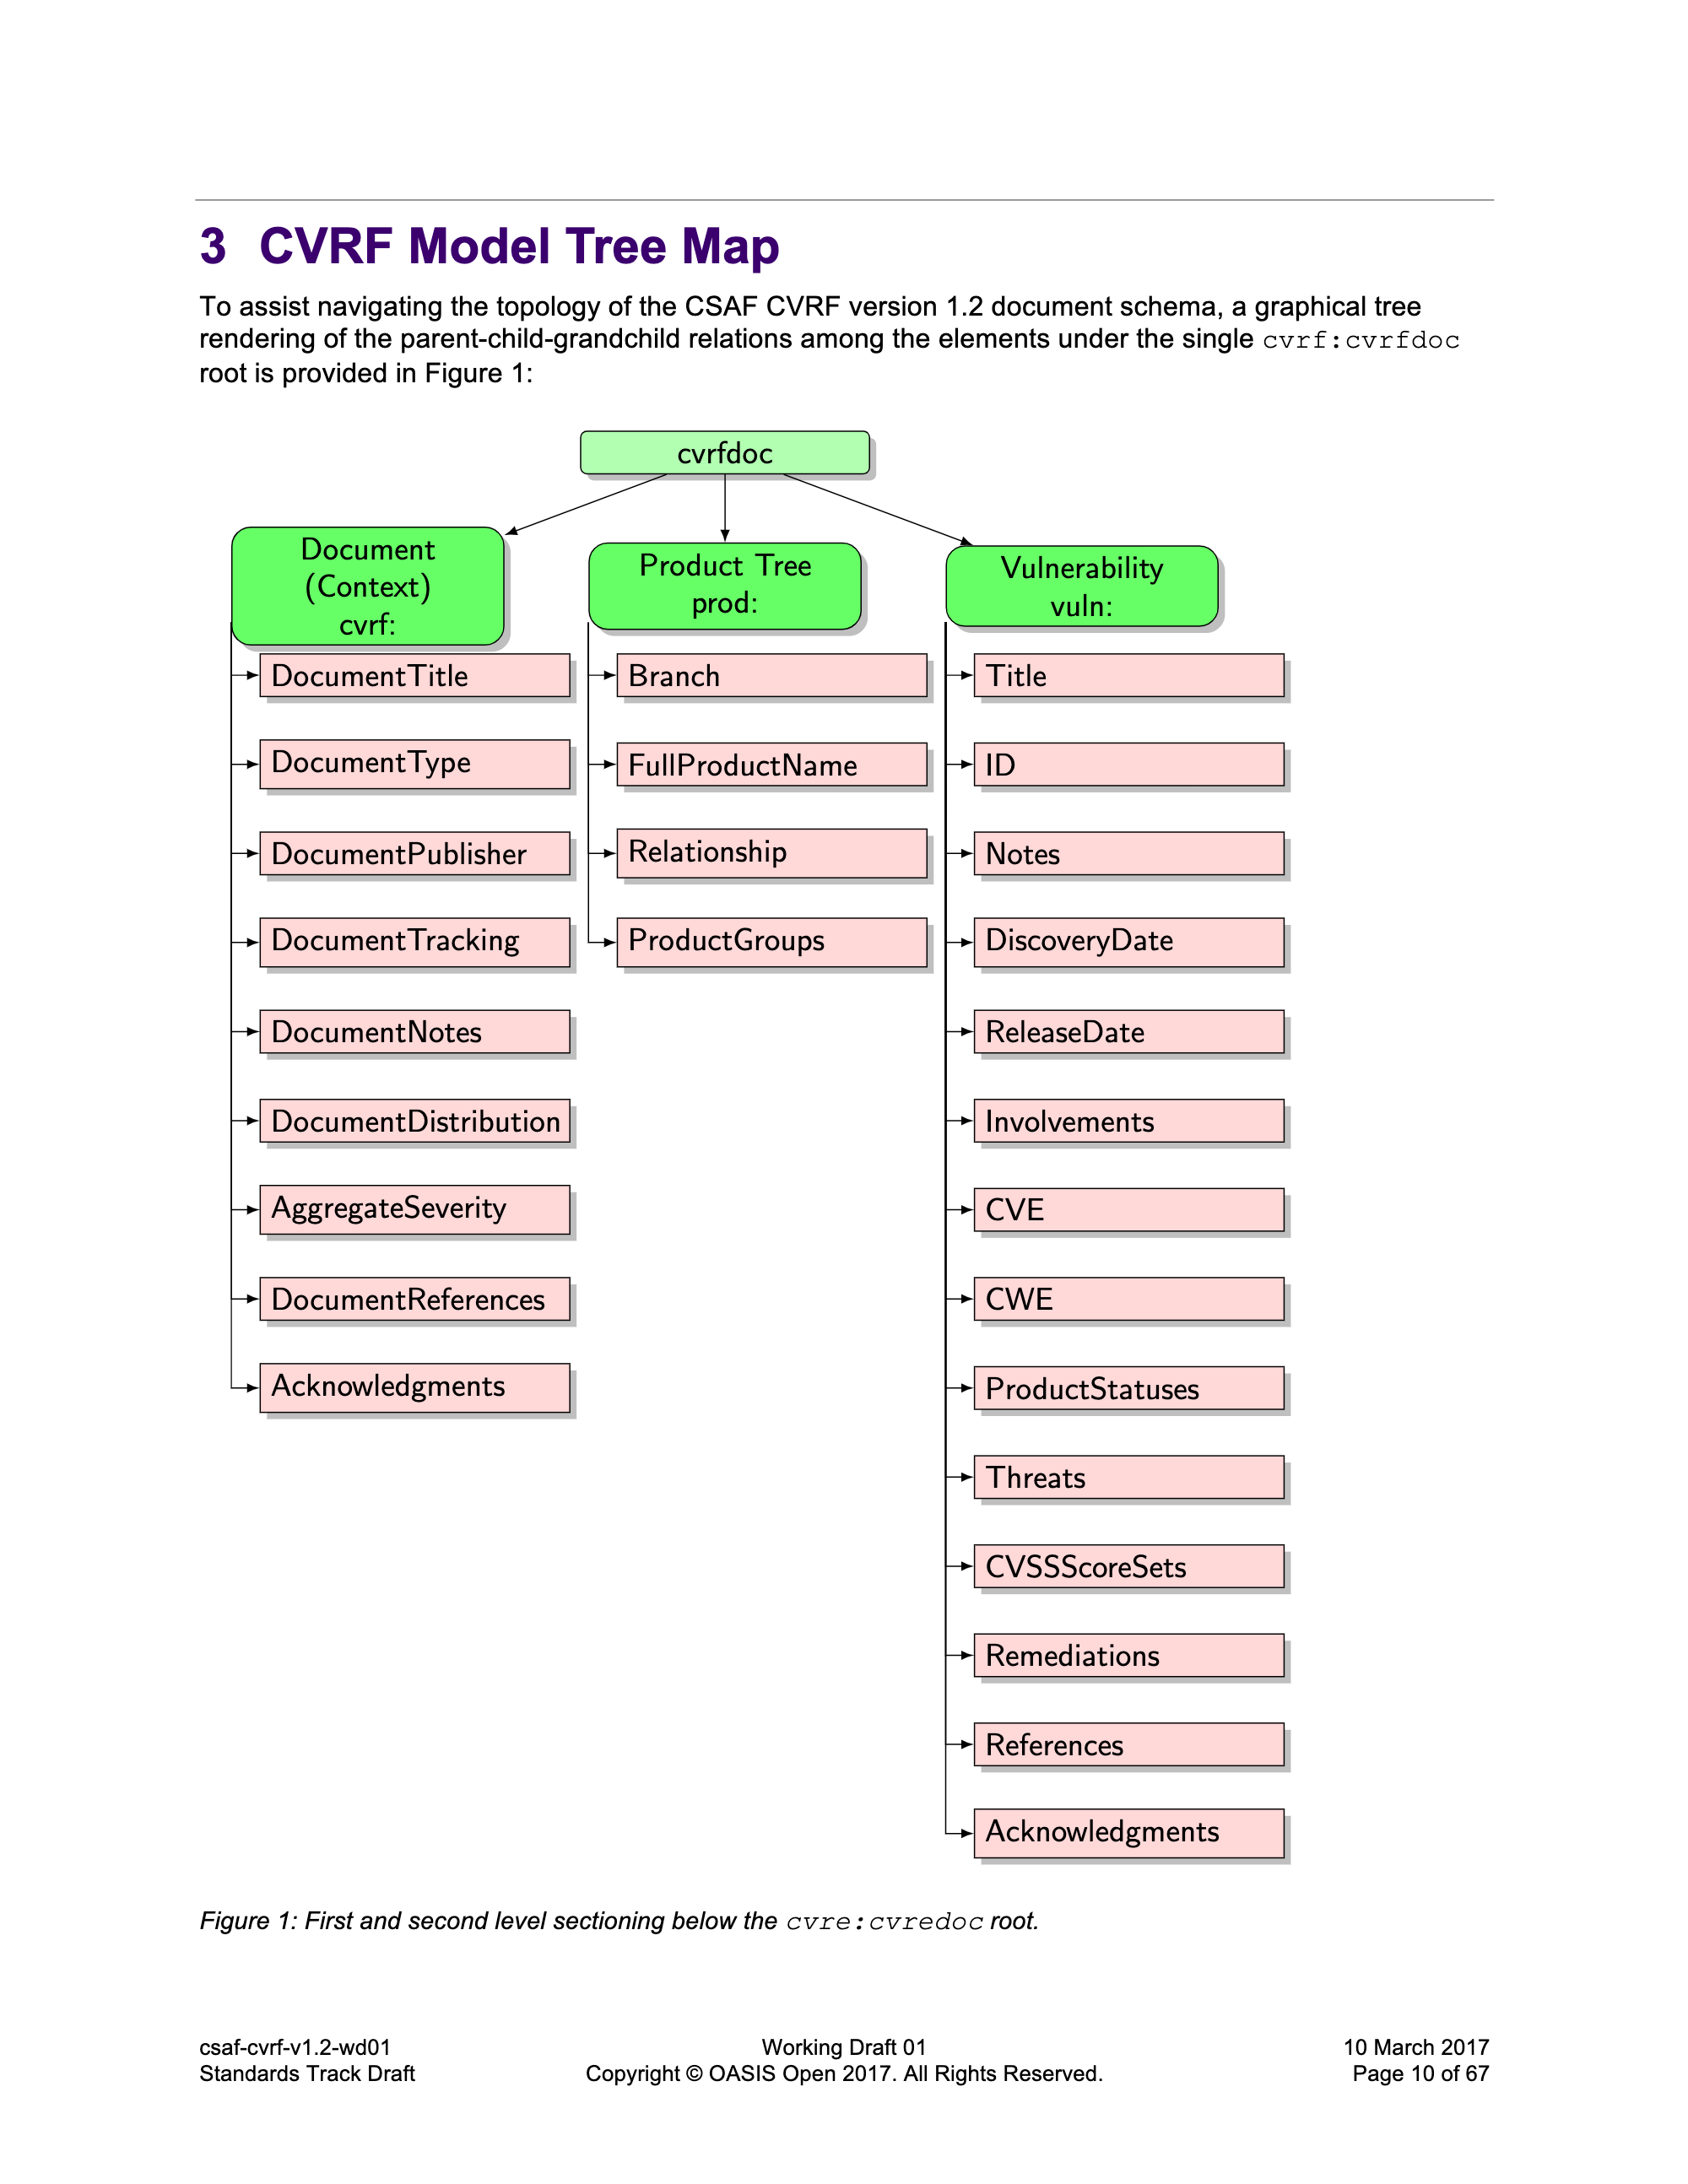 3 CVRF Model Tree Map
To assist navigating the topology of the CSAF CVRF version 1.2 document schema, a graphical tree
rendering of the parent-child-grandchild relations among the elements under the single cvrf:cvrfdoc
root is provided in Figure 1:
cvrfdoc
Document
(Context)
cvrf:
DocumentTitle
DocumentType
DocumentPublisher
DocumentTracking
DocumentNotes
DocumentDistribution
AggregateSeverity
DocumentReferences
Acknowledgments
Product Tree
prod:
Branch
FullProductName
Relationship
ProductGroups
Vulnerability
vuln:
Title
ID
Notes
DiscoveryDate
ReleaseDate
Involvements
CVE
CWE
ProductStatuses
Threats
CVSSScoreSets
Remediations
References
Acknowledgments
Figure 1: First and second level sectioning below the cvre:cvredoc root.
csaf-cvrf-v1.2-wd01 Working Draft 01 10 March 2017
Standards Track Draft Copyright © OASIS Open 2017. All Rights Reserved. Page 10 of 67